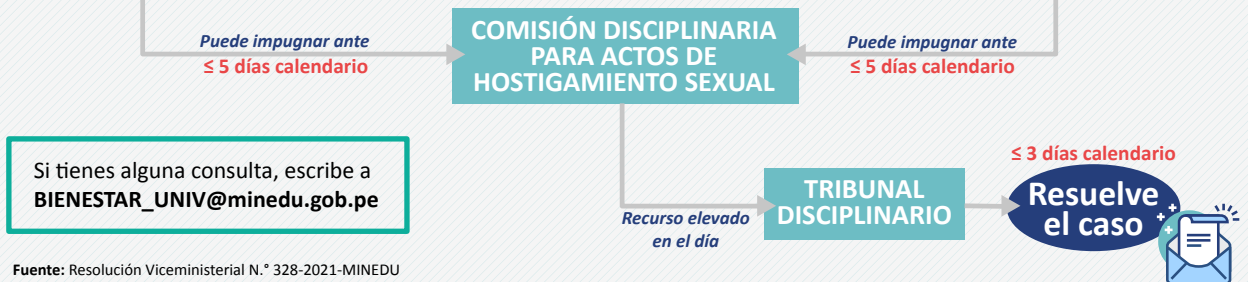 Puede impugnar ante
≤ 5 días calendario
COMISIÓN DISCIPLINARIA
PARA ACTOS DE
HOSTIGAMIENTO SEXUAL
Puede impugnar ante
≤ 5 días calendario
Si tienes alguna consulta, escribe a
BIENESTAR_UNIV@minedu.gob.pe
Recurso elevado
en el día
TRIBUNAL
DISCIPLINARIO
≤ 3 días calendario
Resuelve
el caso
Fuente: Resolución Viceministerial N.° 328-2021-MINEDU